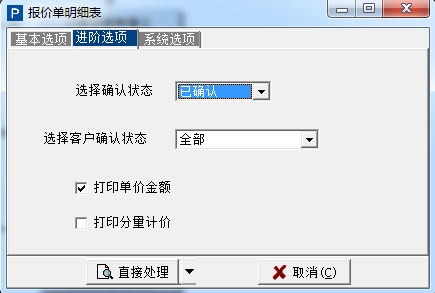 P 报价单明细表
基本选项 进阶选项 系统选项
选择确认状态 已确认
选择客户确认状态 全部
打印单价金额
打印分量计价
直接处理 取消(C)